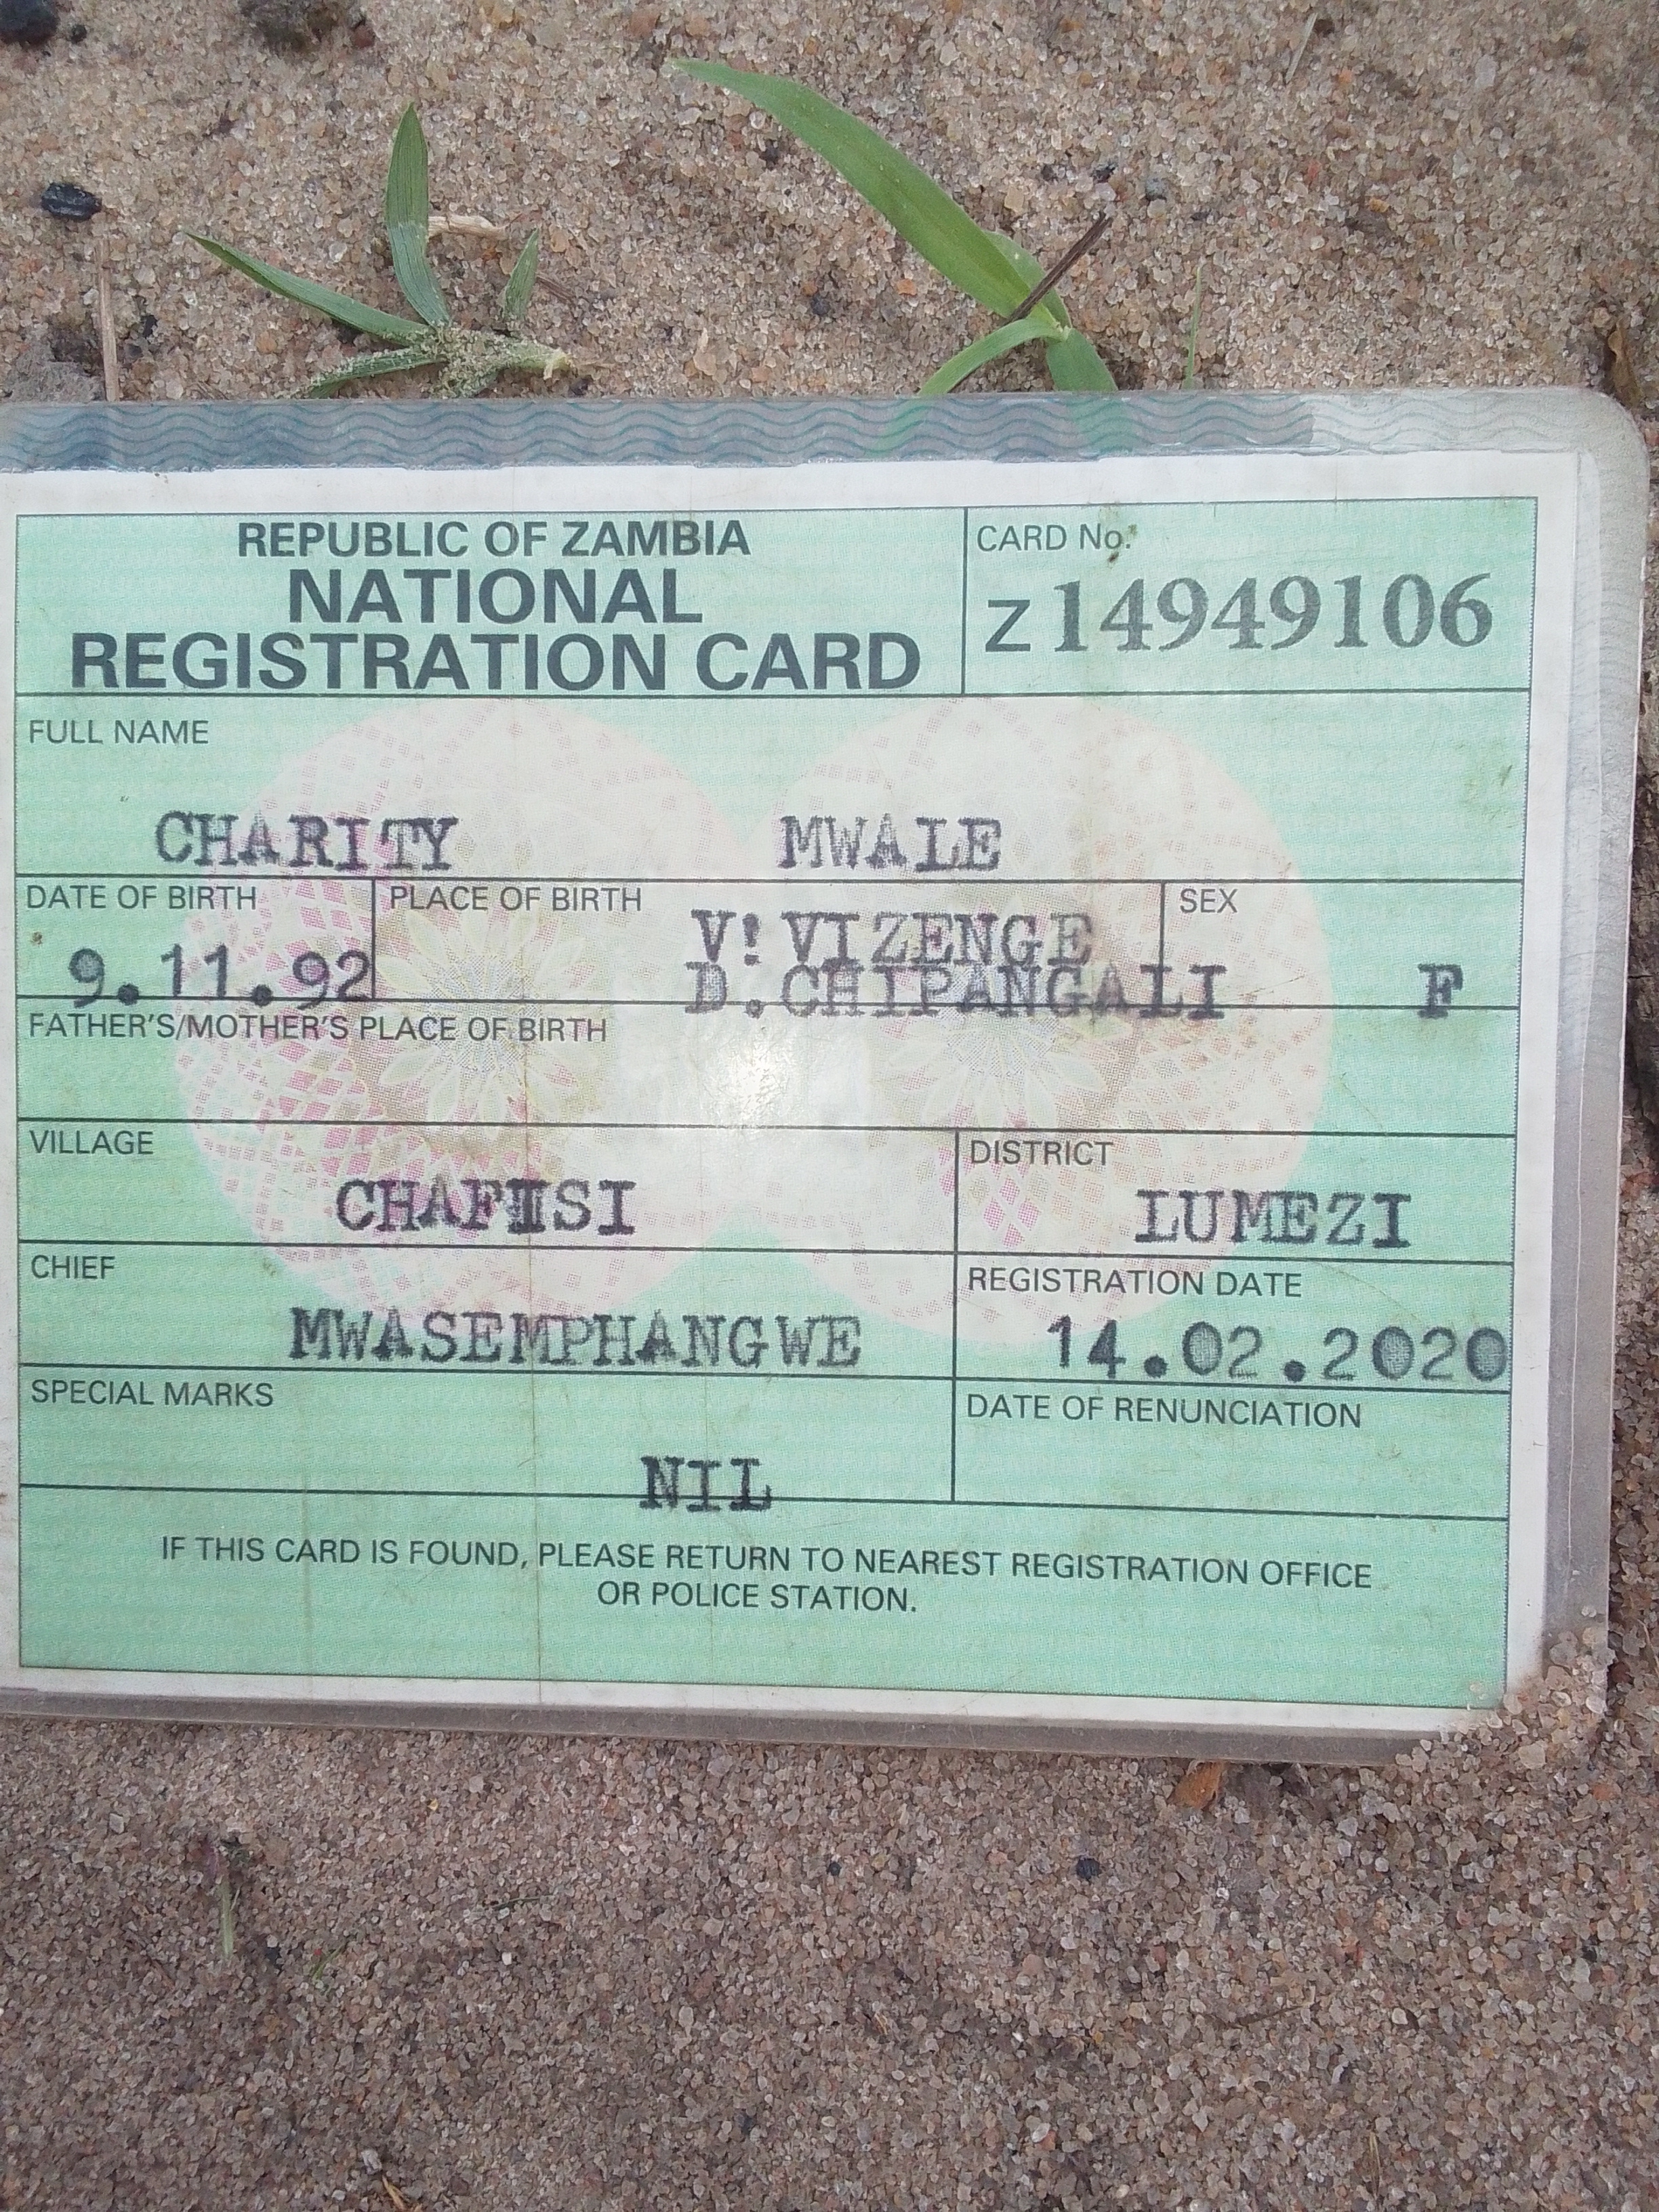 REPUBLIC OF ZAMBIA
NATIONAL
REGISTRATION CARD
CARD No.
Z 14949106
FULL NAME
CHARITY MWALE
DATE OF BIRTH
9.11.92
PLACE OF BIRTH
V! VIZENGE
D.CHIPANGALI
SEX
F
FATHER'S/MOTHER'S PLACE OF BIRTH
VILLAGE
DISTRICT
LUMEZI
CHIEF
MWASEMPHANGWE
REGISTRATION DATE
14.02.2020
SPECIAL MARKS
NIL
DATE OF RENUNCIATION
IF THIS CARD IS FOUND, PLEASE RETURN TO NEAREST REGISTRATION OFFICE
OR POLICE STATION.